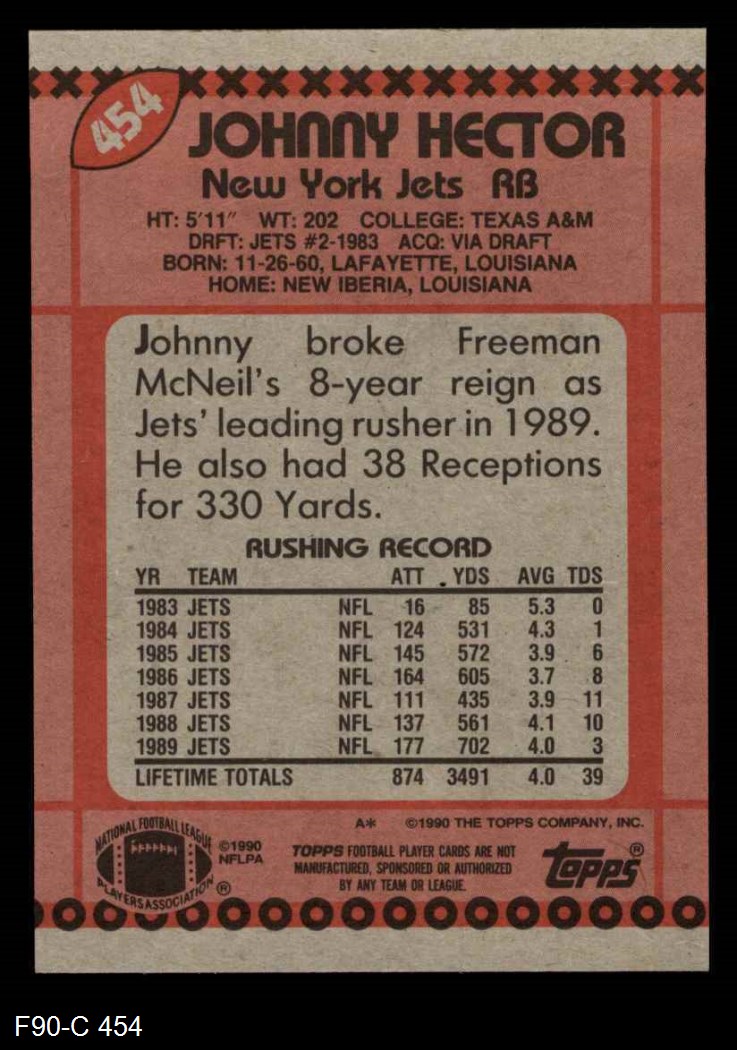 454
JOHNNY HECTOR
New York Jets RB
HT: 5'11" WT: 202 COLLEGE: TEXAS A&M
DRFT: JETS #2-1983 ACQ: VIA DRAFT
BORN: 11-26-60, LAFAYETTE, LOUISIANA
HOME: NEW IBERIA, LOUISIANA
Johnny broke Freeman
McNeil's 8-year reign as
Jets' leading rusher in 1989.
He also had 38 Receptions
for 330 Yards.
RUSHING RECORD
YR TEAM ATT YDS AVG TDS
1983 JETS NFL 16 85 5.3 0
1984 JETS NFL 124 531 4.3 1
1985 JETS NFL 145 572 3.9 6
1986 JETS NFL 164 605 3.7 8
1987 JETS NFL 111 435 3.9 11
1988 JETS NFL 137 561 4.1 10
1989 JETS NFL 177 702 4.0 3
LIFETIME TOTALS 874 3491 4.0 39
A* ©1990 THE TOPPS COMPANY, INC.
NATIONAL FOOTBALL LEAGUE
PLAYERS ASSOCIATION ®
©1990
NFLPA
TOPPS FOOTBALL PLAYER CARDS ARE NOT
MANUFACTURED, SPONSORED OR AUTHORIZED
BY ANY TEAM OR LEAGUE.
Topps ®
F90-C 454